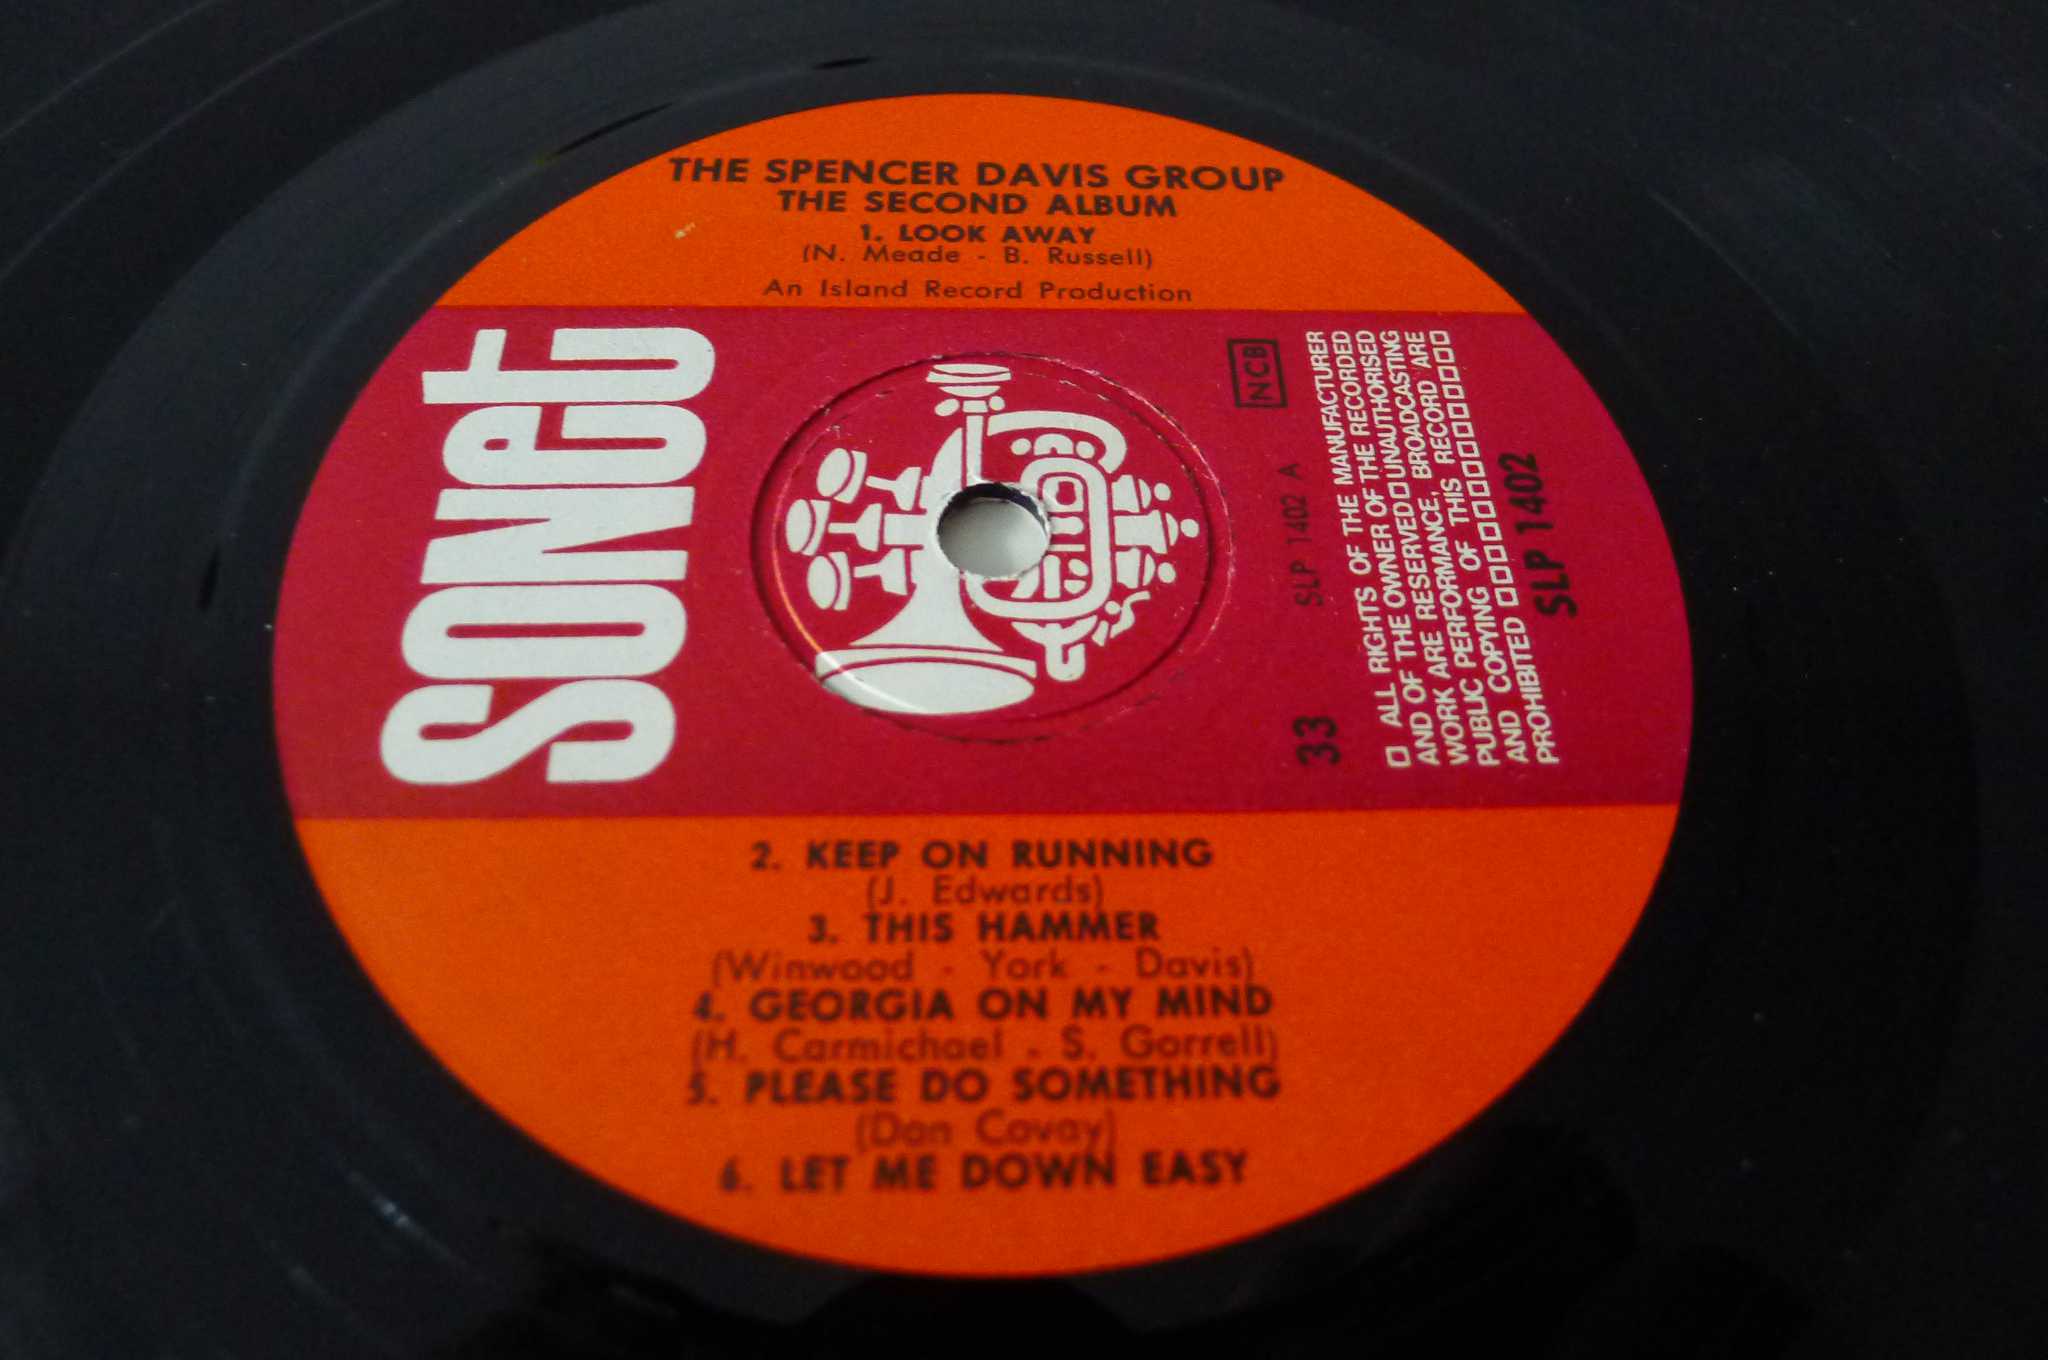 THE SPENCER DAVIS GROUP
THE SECOND ALBUM
1. LOOK AWAY
(N. Meade - B. Russell)
An Island Record Production
sonet
NCB
SLP 1402 A
33
□ ALL RIGHTS OF THE MANUFACTURER
AND OF THE OWNER OF THE RECORDED
WORK ARE RESERVED □ UNAUTHORISED
PUBLIC PERFORMANCE, BROADCASTING
AND COPYING OF THIS RECORD ARE
PROHIBITED □□□□□□□□□□□□□
SLP 1402
2. KEEP ON RUNNING
(J. Edwards)
3. THIS HAMMER
(Winwood - York - Davis)
4. GEORGIA ON MY MIND
(H. Carmichael - S. Gorrell)
5. PLEASE DO SOMETHING
(Don Covay)
6. LET ME DOWN EASY